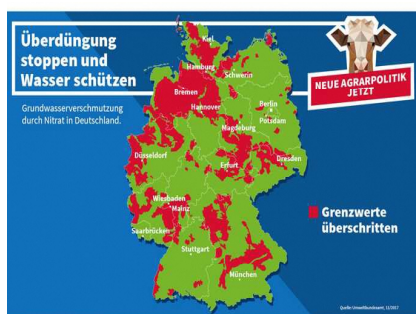 Überdüngung
stoppen und
Wasser schützen
Grundwasserverschmutzung
durch Nitrat in Deutschland.
NEUE AGRARPOLITIK
JETZT
Kiel
Hamburg
Schwerin
Bremen
Hannover
Berlin
Potsdam
Magdeburg
Düsseldorf
Erfurt
Dresden
Wiesbaden
Mainz
Saarbrücken
Stuttgart
München
Grenzwerte
überschritten
Quelle: Umweltbundesamt, 12/2017